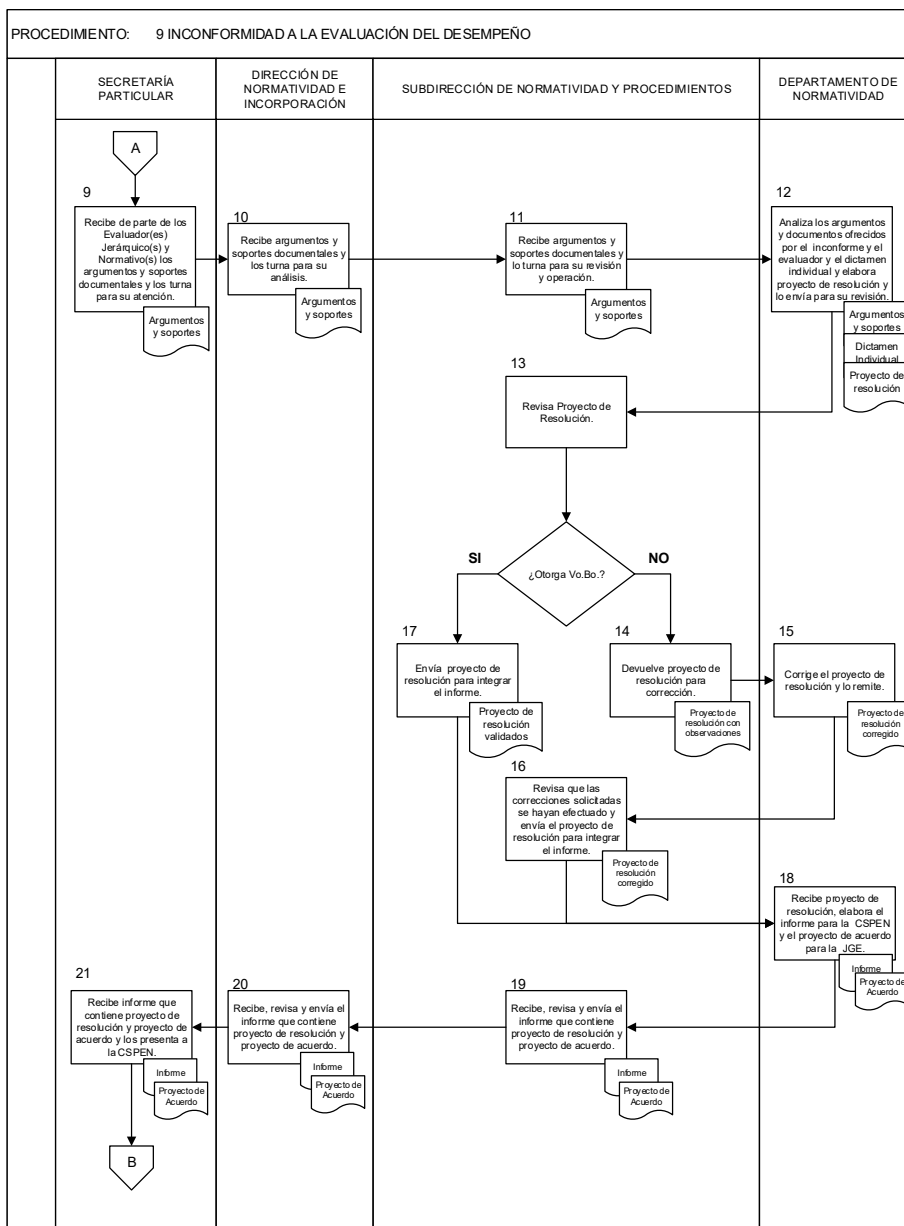 PROCEDIMIENTO: 9 INCONFORMIDAD A LA EVALUACIÓN DEL DESEMPEÑO
SECRETARÍA
PARTICULAR
DIRECCIÓN DE
NORMATIVIDAD E
INCORPORACIÓN
SUBDIRECCIÓN DE NORMATIVIDAD Y PROCEDIMIENTOS
DEPARTAMENTO DE
NORMATIVIDAD
A
9
Recibe de parte de los
Evaluador(es)
Jerárquico(s) y
Normativo(s) los
argumentos y soportes
documentales y los turna
para su atención.
Argumentos
y soportes
10
Recibe argumentos y
soportes documentales y
los turna para su
análisis.
Argumentos
y soportes
11
Recibe argumentos y
soportes documentales y
lo turna para su revisión
y operación.
Argumentos
y soportes
12
Analiza los argumentos
y documentos ofrecidos
por el inconforme y el
evaluador y el dictamen
individual y elabora
proyecto de resolución y
lo envía para su revisión.
Argumentos
y soportes
Dictamen
Individual
Proyecto de
resolución
13
Revisa Proyecto de
Resolución.
¿Otorga Vo.Bo.?
SI
NO
17
Envía proyecto de
resolución para integrar
el informe.
Proyecto de
resolución
validados
14
Devuelve proyecto de
resolución para
corrección.
Proyecto de
resolución con
observaciones
15
Corrige el proyecto de
resolución y lo remite.
Proyecto de
resolución
corregido
16
Revisa que las
correcciones solicitadas
se hayan efectuado y
envía el proyecto de
resolución para integrar
el informe.
Proyecto de
resolución
corregido
18
Recibe proyecto de
resolución, elabora el
informe para la CSPEN
y el proyecto de acuerdo
para la JGE.
Informe
Proyecto de
Acuerdo
19
Recibe, revisa y envía el
informe que contiene
proyecto de resolución y
proyecto de acuerdo.
Informe
Proyecto de
Acuerdo
20
Recibe, revisa y envía el
informe que contiene
proyecto de resolución y
proyecto de acuerdo.
Informe
Proyecto de
Acuerdo
21
Recibe informe que
contiene proyecto de
resolución y proyecto de
acuerdo y los presenta a
la CSPEN.
Informe
Proyecto de
Acuerdo
B